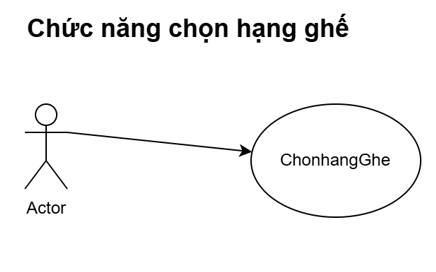 Chức năng chọn hạng ghế
ChonhangGhe
Actor